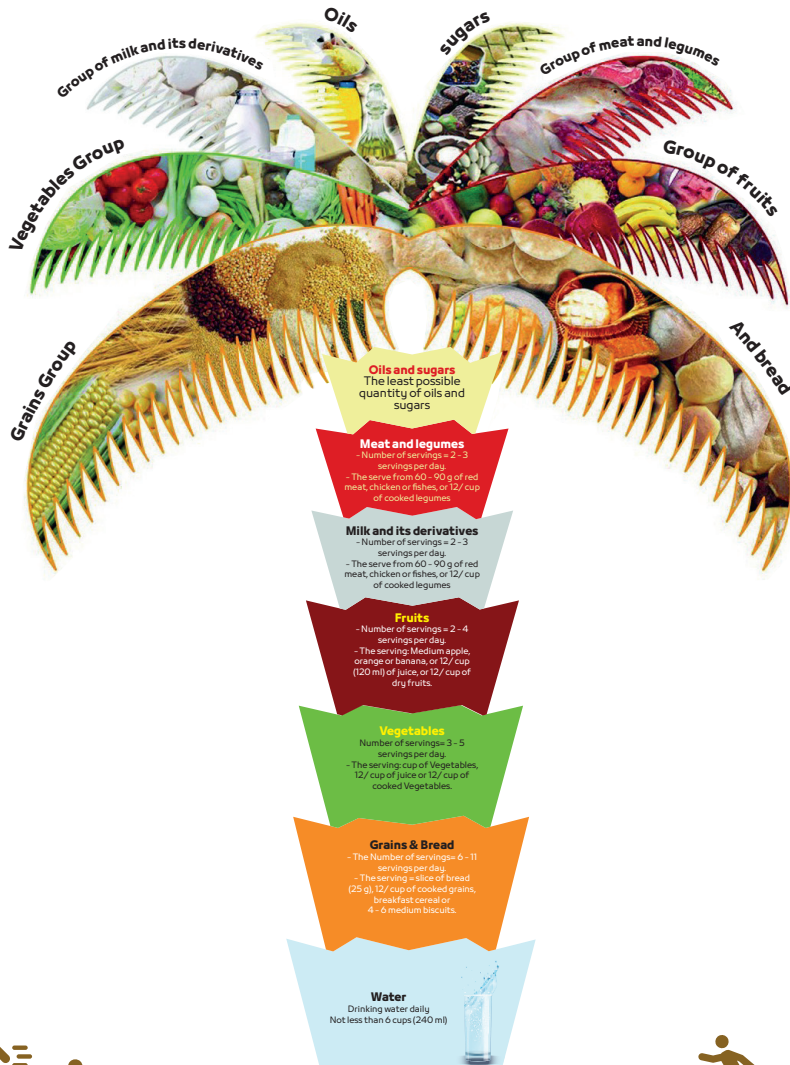 Oils
sugars
Group of milk and its derivatives
Group of meat and legumes
Vegetables Group
Group of fruits
Grains Group
And bread
Oils and sugars
The least possible
quantity of oils and
sugars
Meat and legumes
- Number of servings = 2 - 3
servings per day.
- The serve from 60 - 90 g of red
meat, chicken or fishes, or 12/ cup
of cooked legumes
Milk and its derivatives
- Number of servings = 2 - 3
servings per day.
- The serve from 60 - 90 g of red
meat, chicken or fishes, or 12/ cup
of cooked legumes
Fruits
- Number of servings = 2 - 4
servings per day.
- The serving: Medium apple,
orange or banana, or 12/ cup
(120 ml) of juice, or 12/ cup of
dry fruits.
Vegetables
Number of servings= 3 - 5
servings per day.
- The serving: cup of Vegetables,
12/ cup of juice or 12/ cup of
cooked Vegetables.
Grains & Bread
- The Number of servings= 6 - 11
servings per day.
- The serving = slice of bread
(25 g), 12/ cup of cooked grains,
breakfast cereal or
4 - 6 medium biscuits.
Water
Drinking water daily
Not less than 6 cups (240 ml)